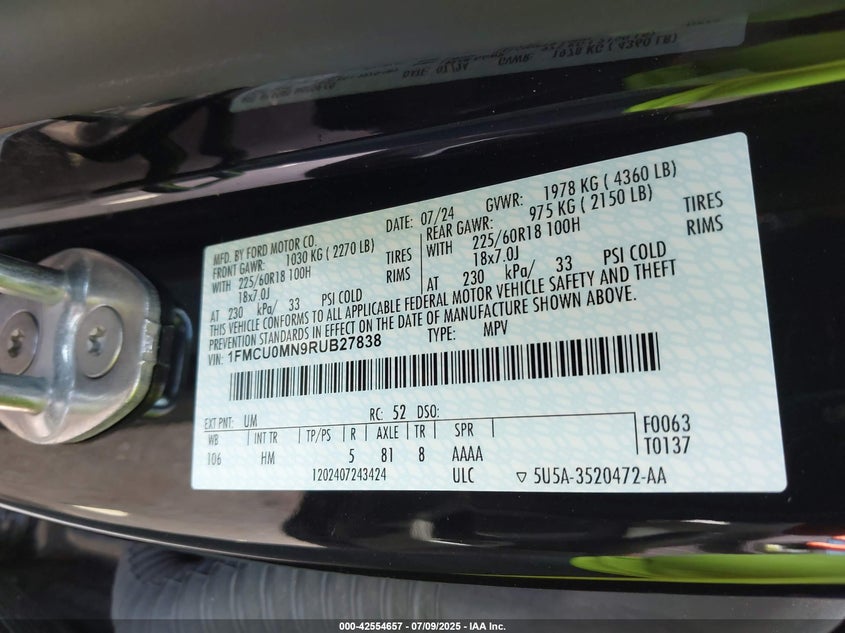 MFD. BY FORD MOTOR CO.
DATE: 07/24 GVWR: 1978 KG ( 4360 LB)
FRONT GAWR: 1030 KG ( 2270 LB) REAR GAWR: 975 KG ( 2150 LB)
WITH 225/60R18 100H TIRES WITH 225/60R18 100H TIRES
18x7.0J RIMS 18x7.0J RIMS
AT 230 kPa/ 33 PSI COLD AT 230 kPa/ 33 PSI COLD
THIS VEHICLE CONFORMS TO ALL APPLICABLE FEDERAL MOTOR VEHICLE SAFETY AND THEFT
PREVENTION STANDARDS IN EFFECT ON THE DATE OF MANUFACTURE SHOWN ABOVE.
VIN: 1FMCU0MN9RUB27838 TYPE: MPV
EXT PNT: UM RC: 52 DSO:
WB INT TR TP/PS R AXLE TR SPR
106 HM 5 81 8 AAAA
F0063
T0137
1202407243424 ULC ▽ 5U5A-3520472-AA
000-42554657 - 07/09/2025 - IAA Inc.